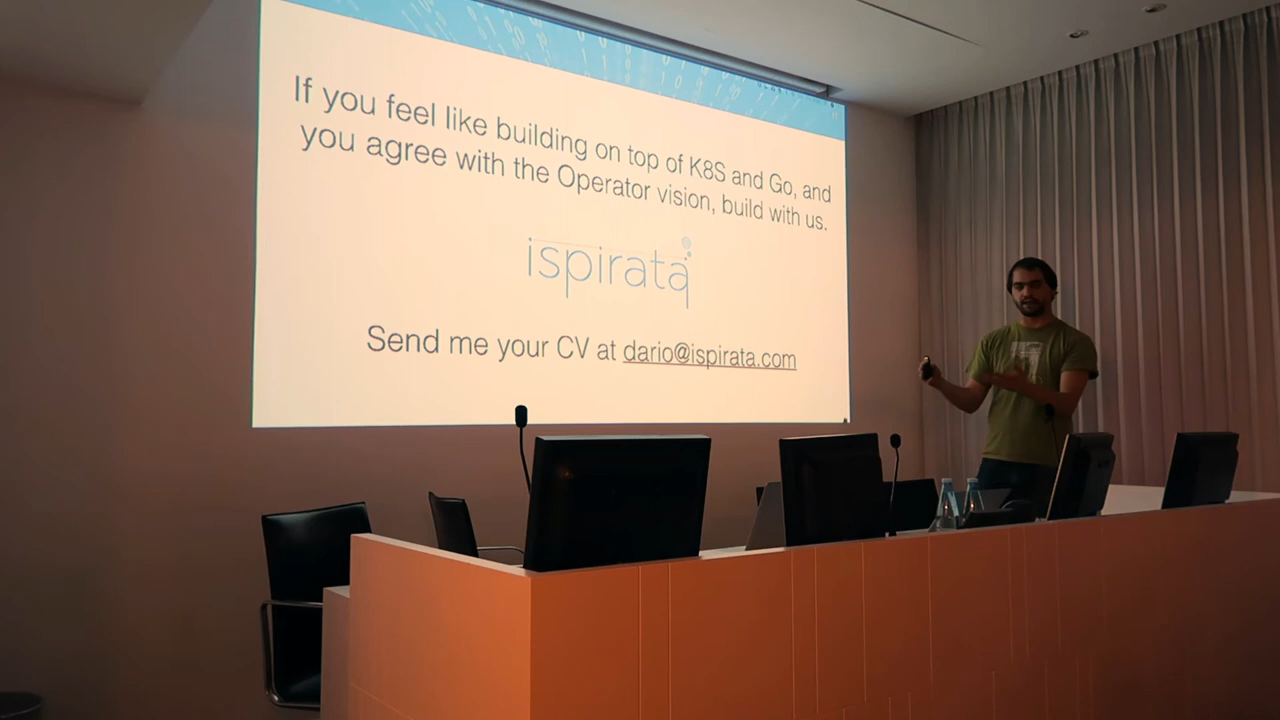 If you feel like building on top of K8S and Go, and
you agree with the Operator vision, build with us.
ispirata
Send me your CV at dario@ispirata.com